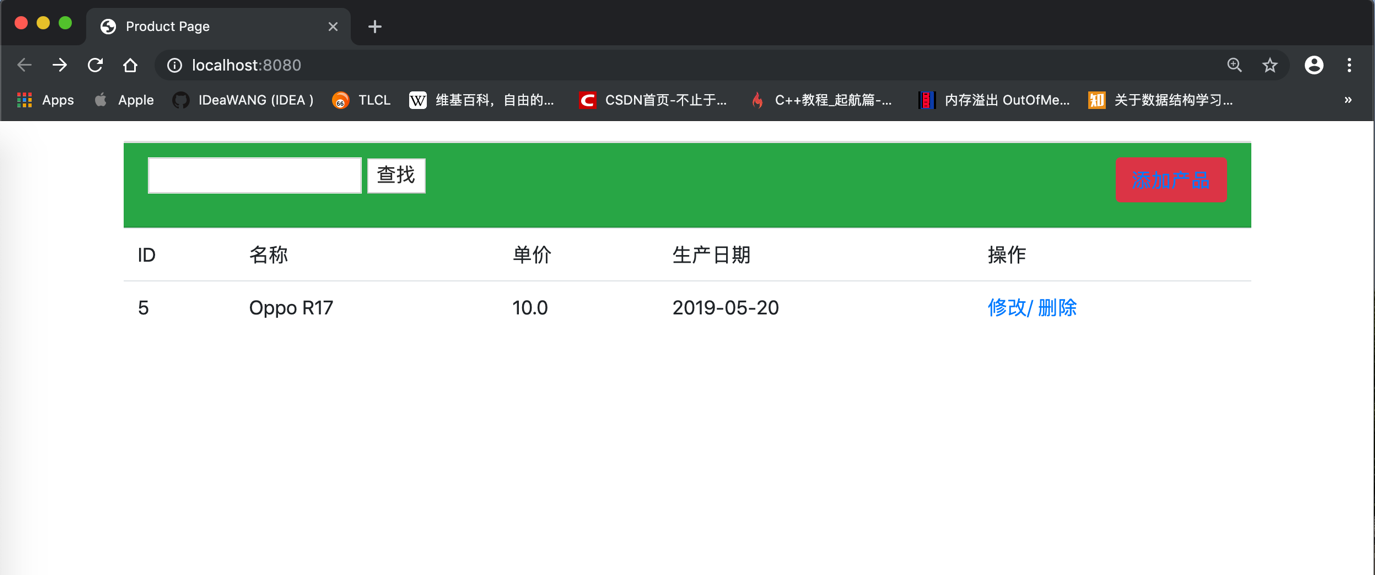 Product Page
localhost:8080
Apps Apple IDeaWANG (IDEA ) TLCL 维基百科，自由的... CSDN首页-不止于... C++教程_起航篇-... 内存溢出 OutOfMe... 关于数据结构学习... »
查找 添加产品
ID 名称 单价 生产日期 操作
5 Oppo R17 10.0 2019-05-20 修改/ 删除